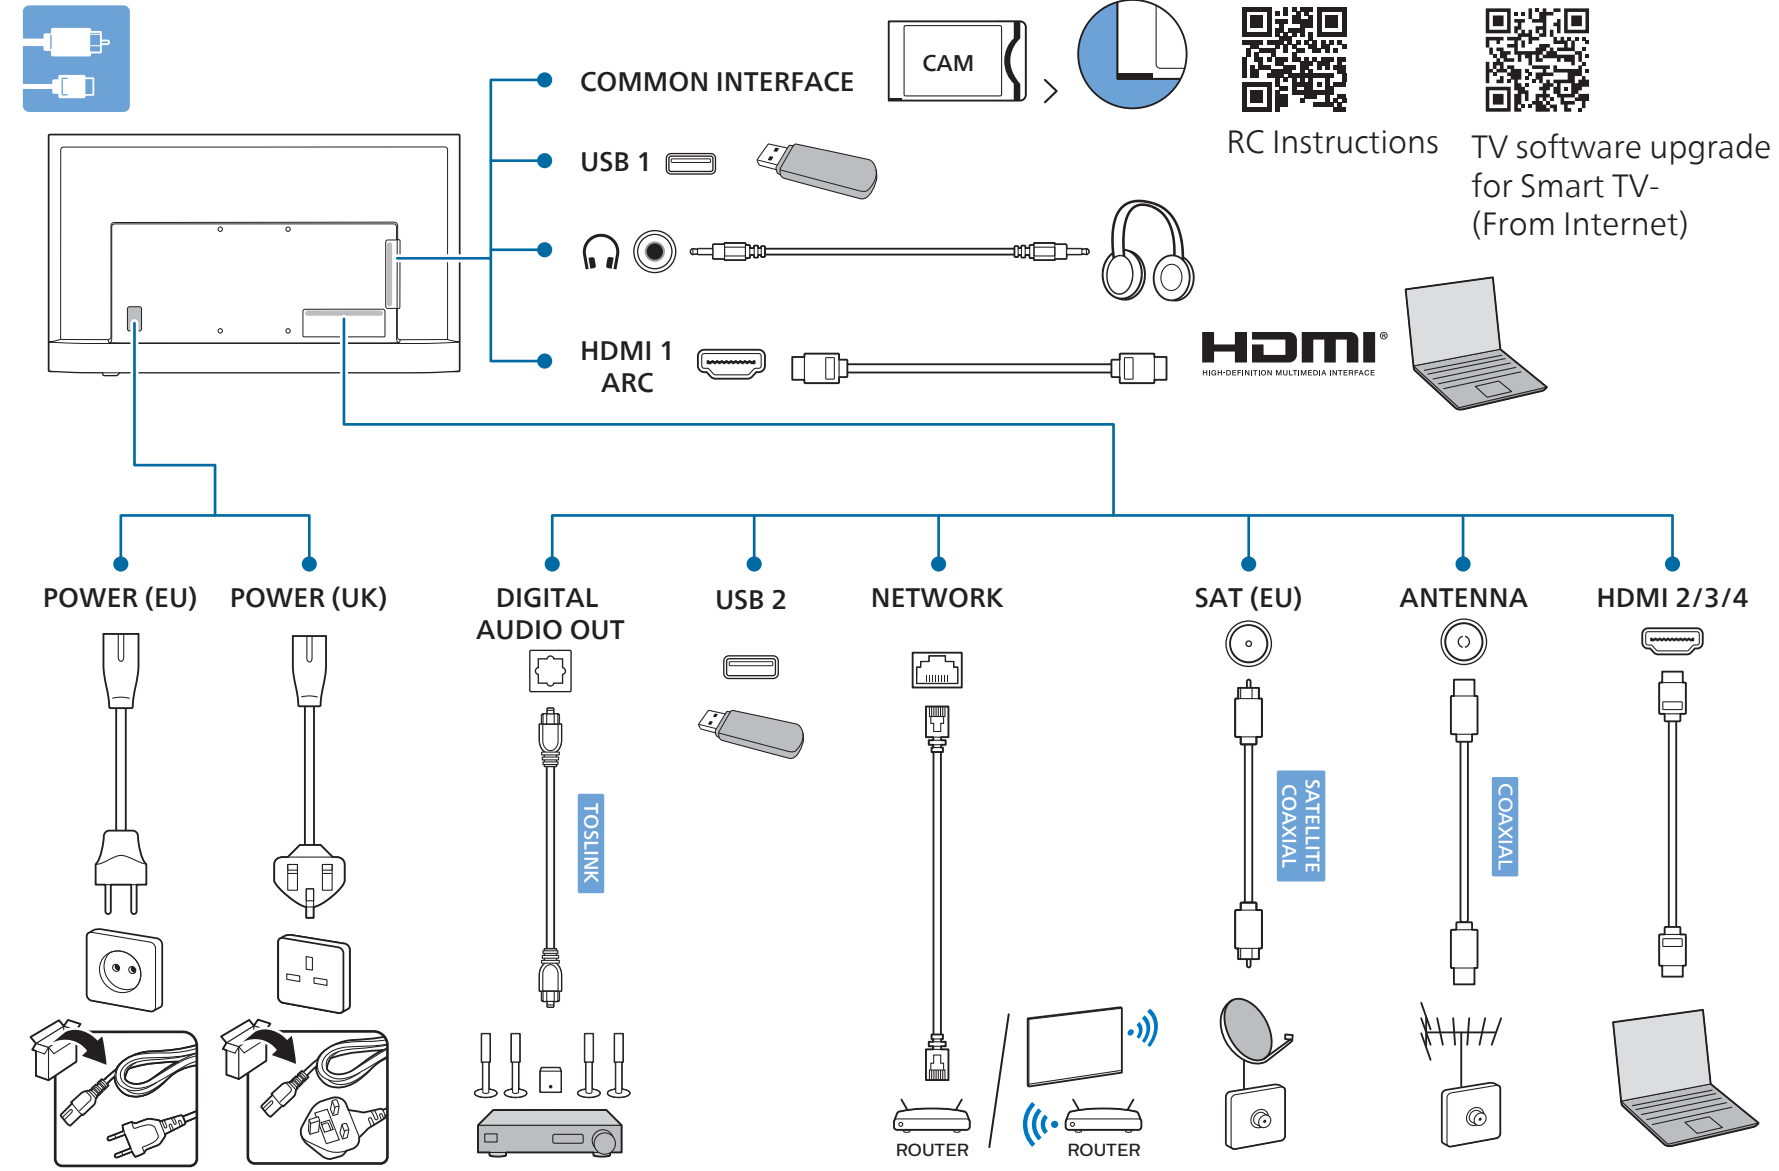 COMMON INTERFACE
CAM
RC Instructions
TV software upgrade
for Smart TV-
(From Internet)
USB 1
HDMI 1
ARC
HDMI®
HIGH-DEFINITION MULTIMEDIA INTERFACE
POWER (EU)
POWER (UK)
DIGITAL
AUDIO OUT
USB 2
NETWORK
SAT (EU)
ANTENNA
HDMI 2/3/4
TOSLINK
SATELLITE
COAXIAL
COAXIAL
ROUTER
ROUTER